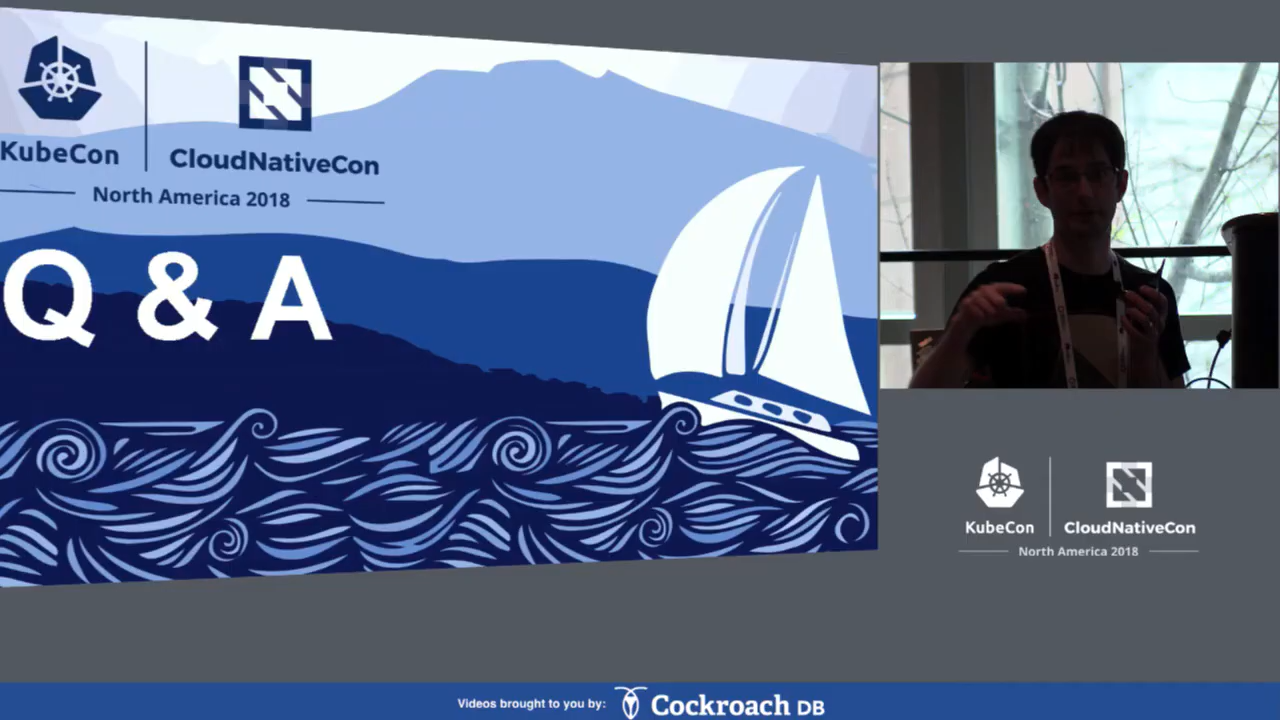 KubeCon
CloudNativeCon
North America 2018
Q & A
KubeCon
CloudNativeCon
North America 2018
Videos brought to you by:
Cockroach DB